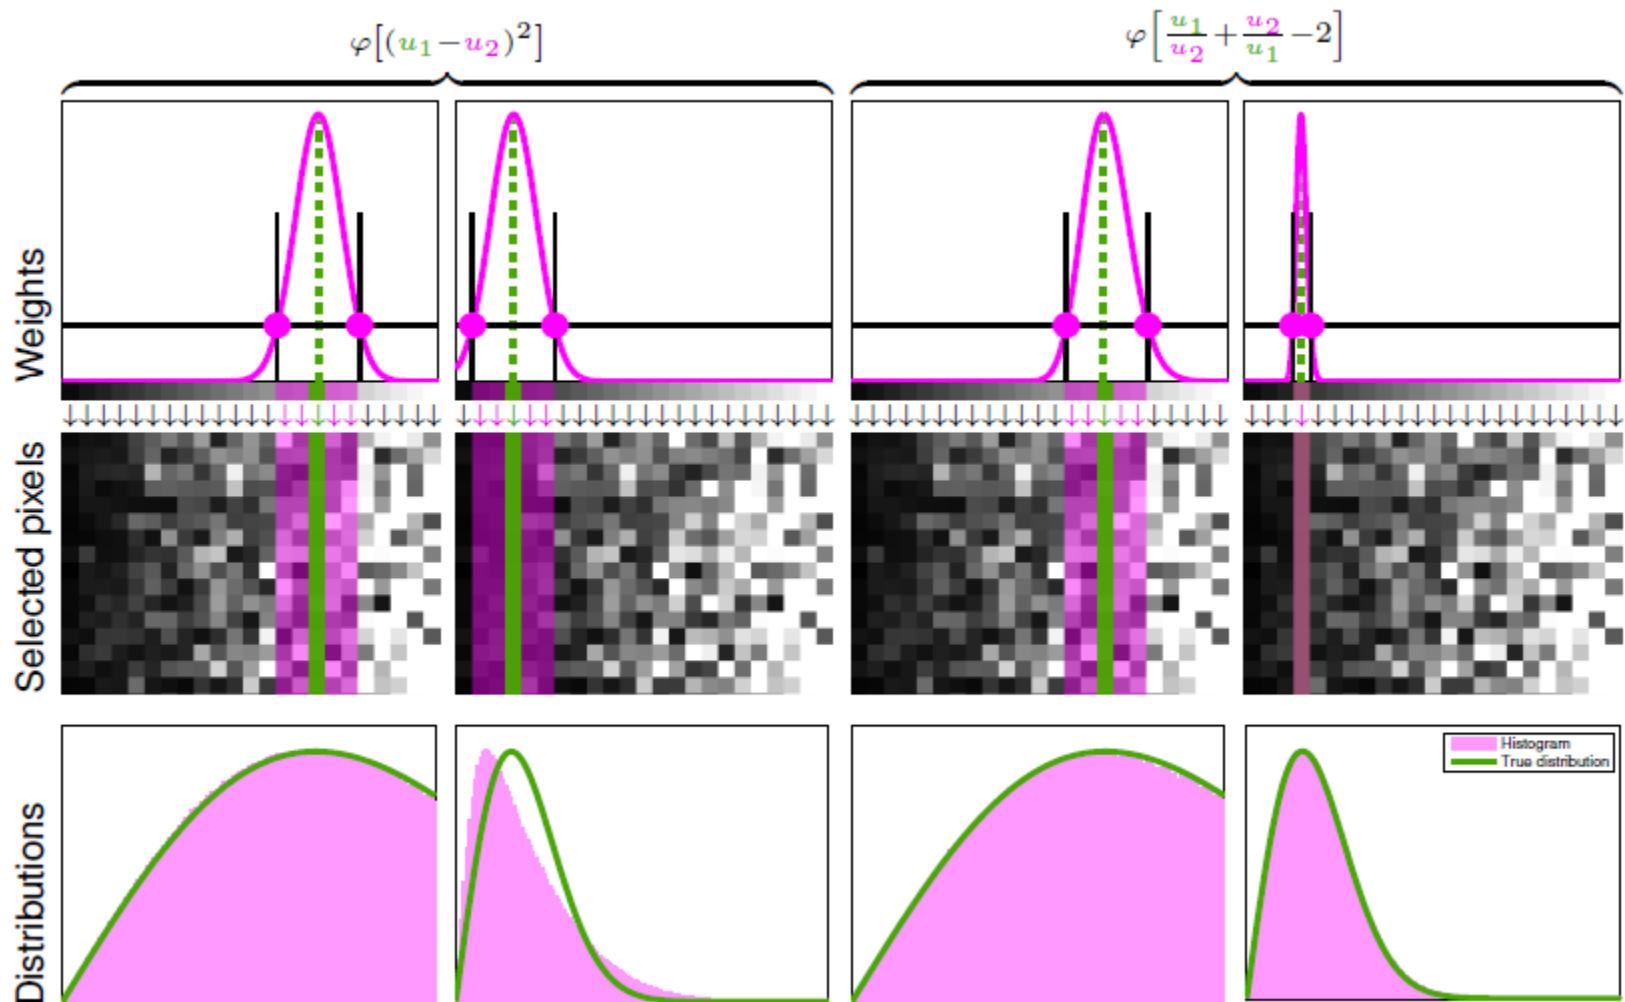 φ[(u₁−u₂)²]
φ[u₁/u₂+u₂/u₁−2]
Weights
Selected pixels
Distributions
Histogram
True distribution